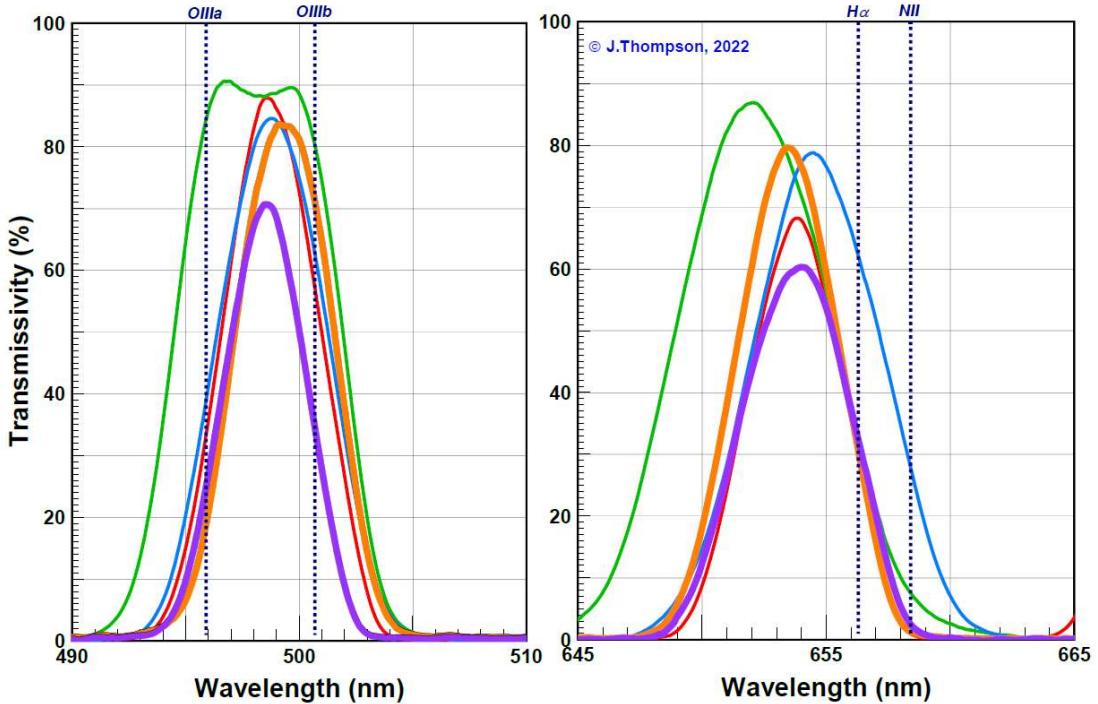 OIIIa OIIIb
Hα NII
© J.Thompson, 2022
Transmissivity (%)
100
80
60
40
20
0
490 500 510
Wavelength (nm)
100
80
60
40
20
0
645 655 665
Wavelength (nm)